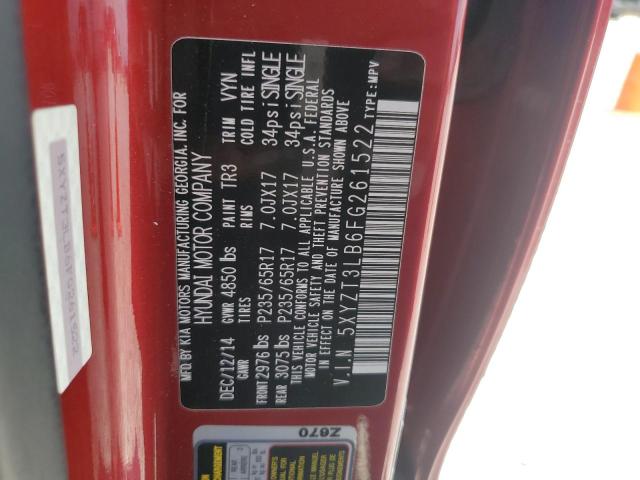 MFD. BY KIA MOTORS MANUFACTURING GEORGIA, INC. FOR
HYUNDAI MOTOR COMPANY
DEC/12/14 GVWR 4850 lbs PAINT TR3 TRIM VYN
GAWR TIRES RIMS COLD TIRE INFL
FRONT 2976 lbs P235/65R17 7.0JX17 34psi SINGLE
REAR 3075 lbs P235/65R17 7.0JX17 34psi SINGLE
THIS VEHICLE CONFORMS TO ALL APPLICABLE U.S.A. FEDERAL
MOTOR VEHICLE SAFETY AND THEFT PREVENTION STANDARDS
IN EFFECT ON THE DATE OF MANUFACTURE SHOWN ABOVE
V.I.N 5XYZT3LB6FG261522 TYPE:MPV
5XYZT3LB6FG261522
Z670